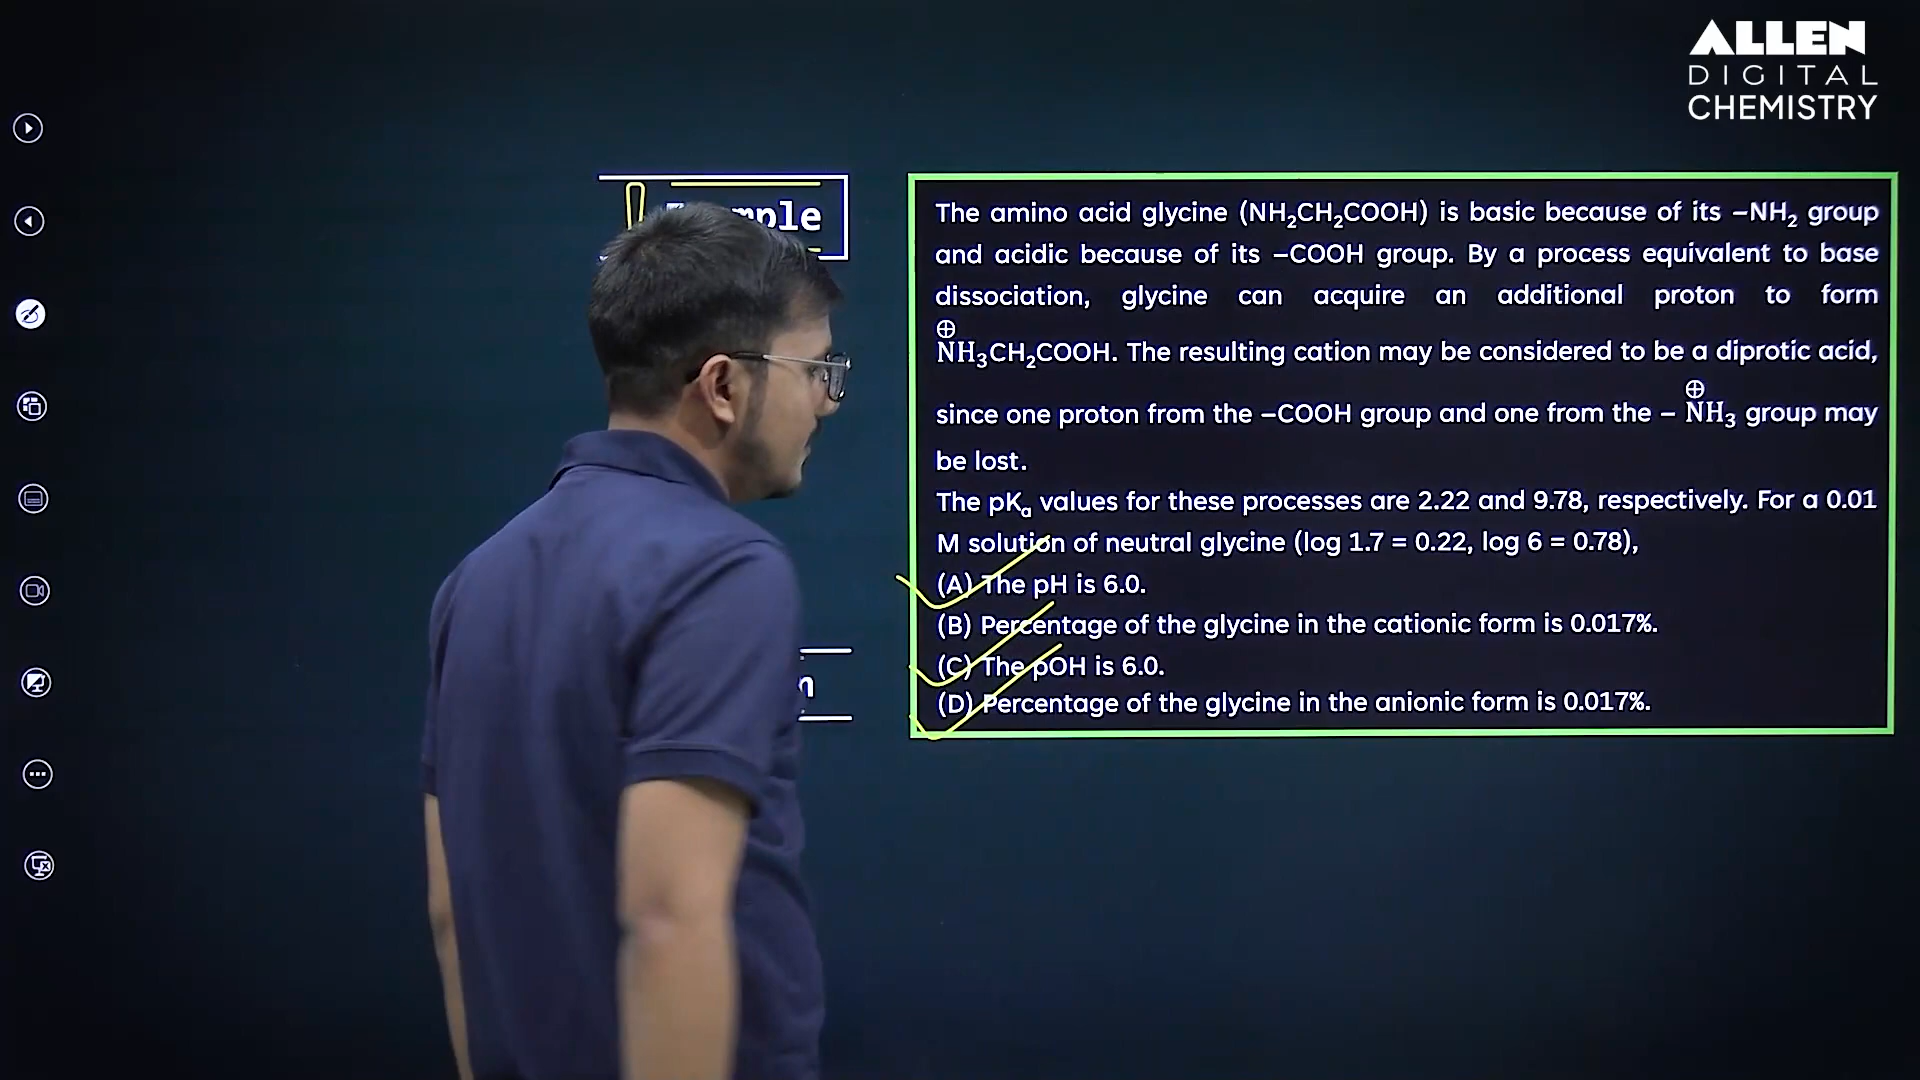 ALLEN
DIGITAL
CHEMISTRY
The amino acid glycine (NH₂CH₂COOH) is basic because of its –NH₂ group
and acidic because of its –COOH group. By a process equivalent to base
dissociation, glycine can acquire an additional proton to form
⊕
NH₃CH₂COOH. The resulting cation may be considered to be a diprotic acid,
⊕
since one proton from the –COOH group and one from the – NH₃ group may
be lost.
The pKₐ values for these processes are 2.22 and 9.78, respectively. For a 0.01
M solution of neutral glycine (log 1.7 = 0.22, log 6 = 0.78),
(A) The pH is 6.0.
(B) Percentage of the glycine in the cationic form is 0.017%.
(C) The pOH is 6.0.
(D) Percentage of the glycine in the anionic form is 0.017%.